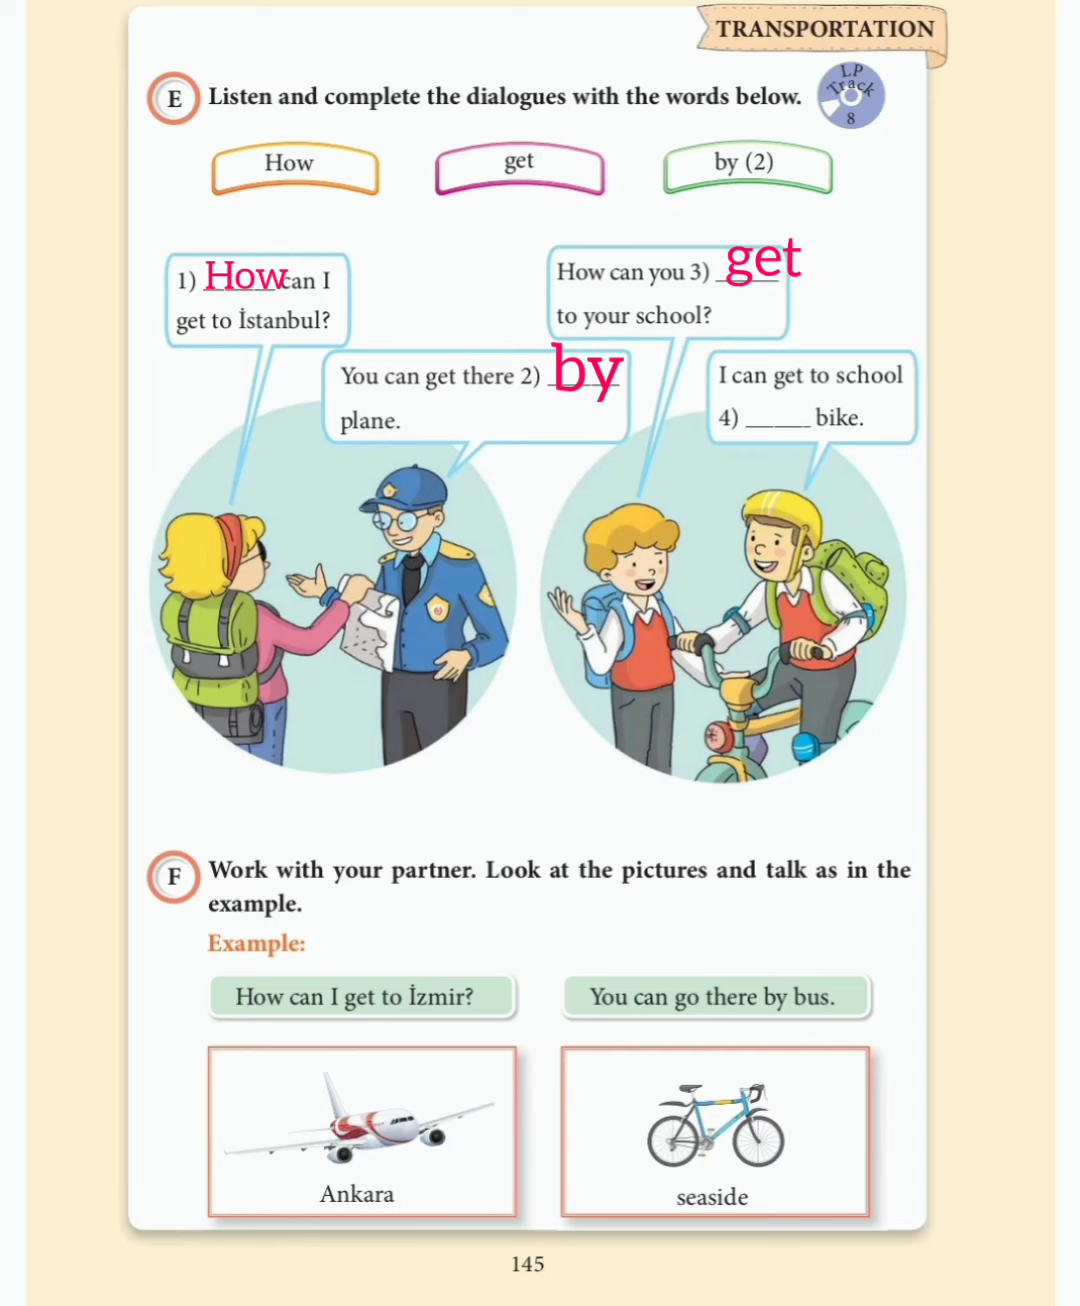 TRANSPORTATION
E Listen and complete the dialogues with the words below.
LP
Track
8
How
get
by (2)
1) How can I
get to İstanbul?
You can get there 2) by
plane.
How can you 3) get
to your school?
I can get to school
4) ______ bike.
F Work with your partner. Look at the pictures and talk as in the
example.
Example:
How can I get to İzmir?
You can go there by bus.
Ankara
seaside
145